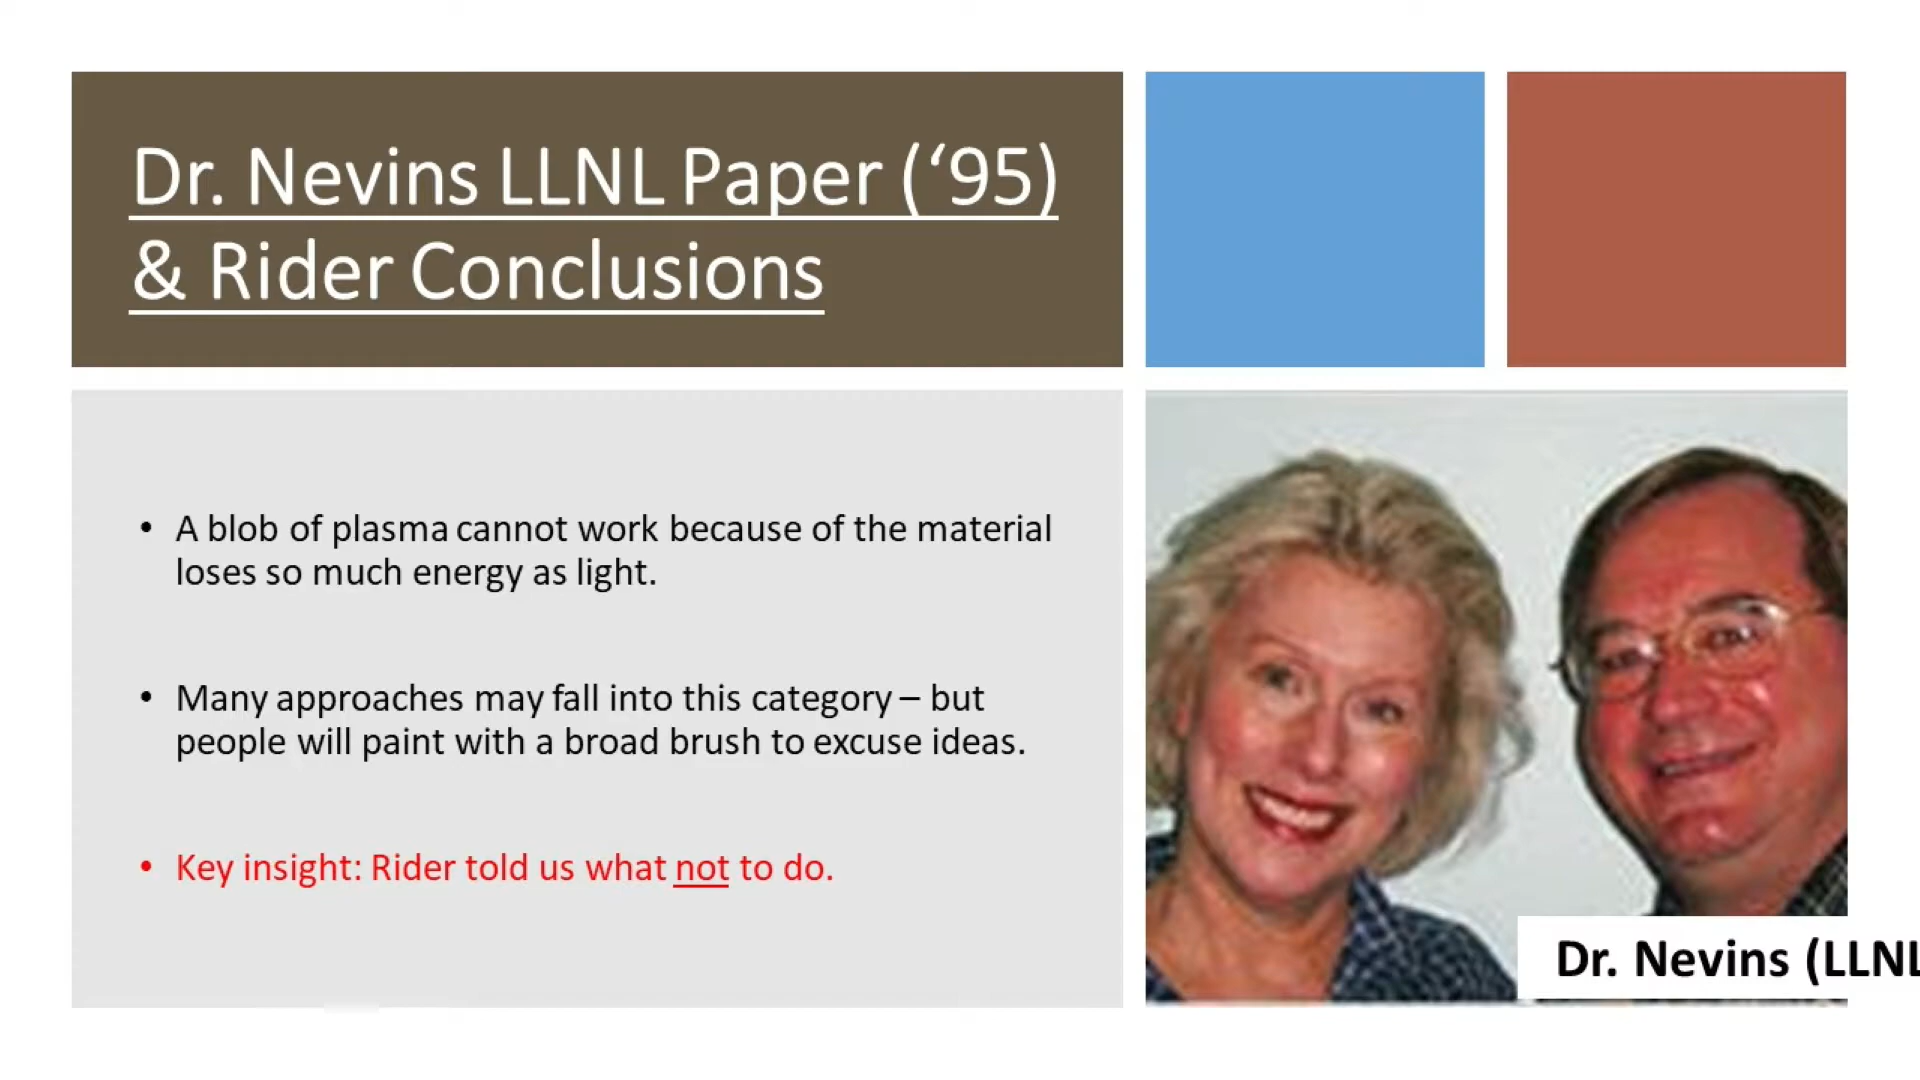 Dr. Nevins LLNL Paper (‘95)
& Rider Conclusions
• A blob of plasma cannot work because of the material
loses so much energy as light.
• Many approaches may fall into this category – but
people will paint with a broad brush to excuse ideas.
• Key insight: Rider told us what not to do.
Dr. Nevins (LLNL